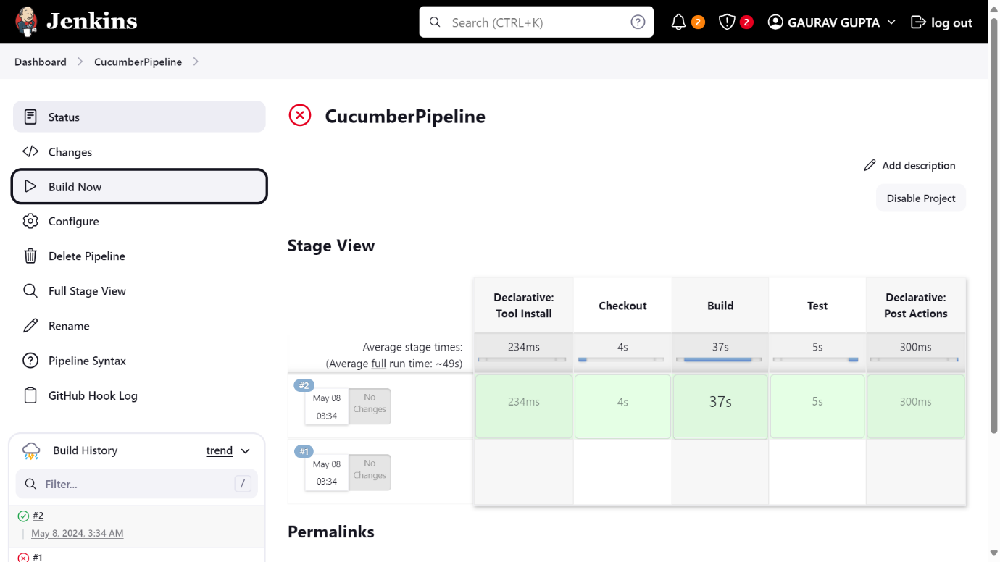 Jenkins
Search (CTRL+K)
2
2
GAURAV GUPTA
log out
Dashboard
CucumberPipeline
Status
Changes
Build Now
Configure
Delete Pipeline
Full Stage View
Rename
Pipeline Syntax
GitHub Hook Log
Build History
trend
Filter...
/
#2
May 8, 2024, 3:34 AM
#1
CucumberPipeline
Add description
Disable Project
Stage View
Declarative:
Tool Install
Checkout
Build
Test
Declarative:
Post Actions
Average stage times:
(Average full run time: ~49s)
234ms
4s
37s
5s
300ms
#2
May 08
03:34
No
Changes
234ms
4s
37s
5s
300ms
#1
May 08
03:34
No
Changes
Permalinks